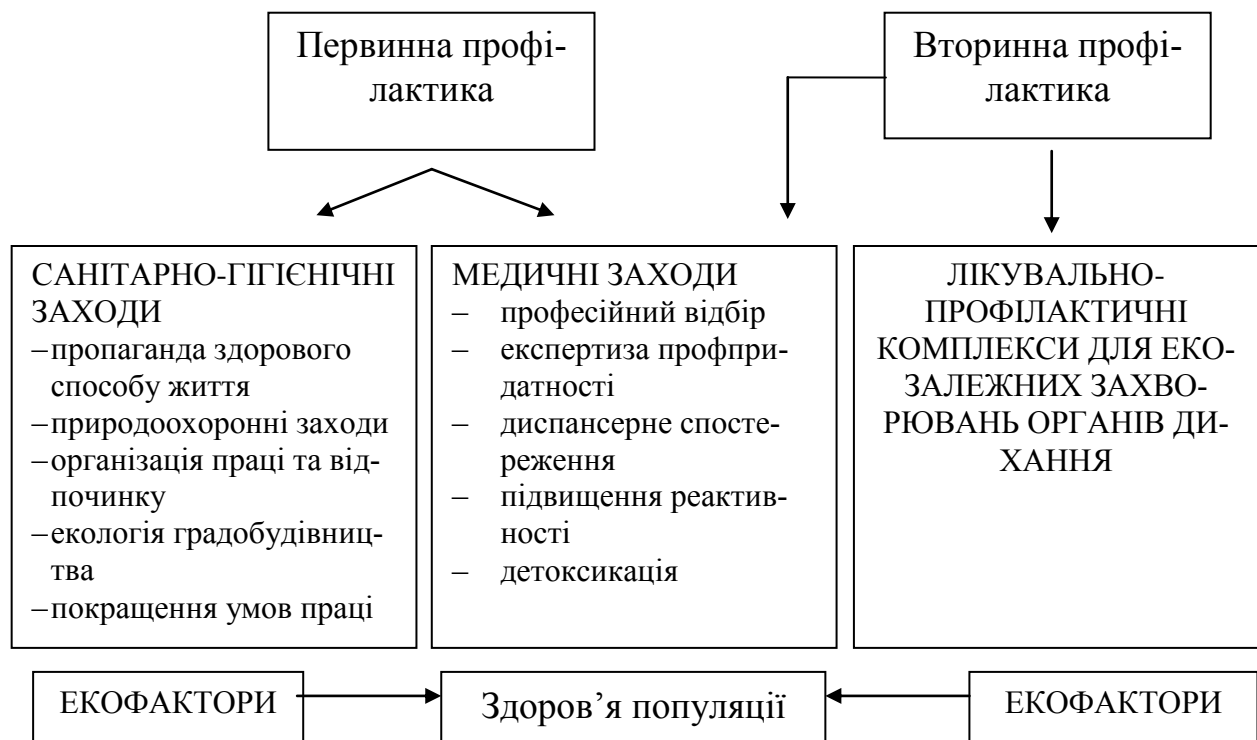 Первинна профі-
лактика
Вторинна профі-
лактика
САНІТАРНО-ГІГІЄНІЧНІ
ЗАХОДИ
–пропаганда здорового
способу життя
–природоохоронні заходи
–організація праці та від-
починку
–екологія градобудівниц-
тва
–покращення умов праці
МЕДИЧНІ ЗАХОДИ
– професійний відбір
– експертиза профпри-
датності
– диспансерне спосте-
реження
– підвищення реактив-
ності
– детоксикація
ЛІКУВАЛЬНО-
ПРОФІЛАКТИЧНІ
КОМПЛЕКСИ ДЛЯ ЕКО-
ЗАЛЕЖНИХ ЗАХВО-
РЮВАНЬ ОРГАНІВ ДИ-
ХАННЯ
ЕКОФАКТОРИ
Здоров’я популяції
ЕКОФАКТОРИ